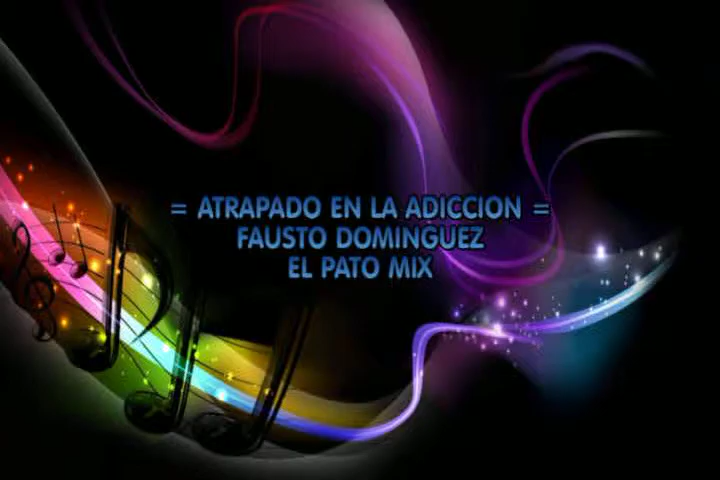 = ATRAPADO EN LA ADICCION =
FAUSTO DOMINGUEZ
EL PATO MIX